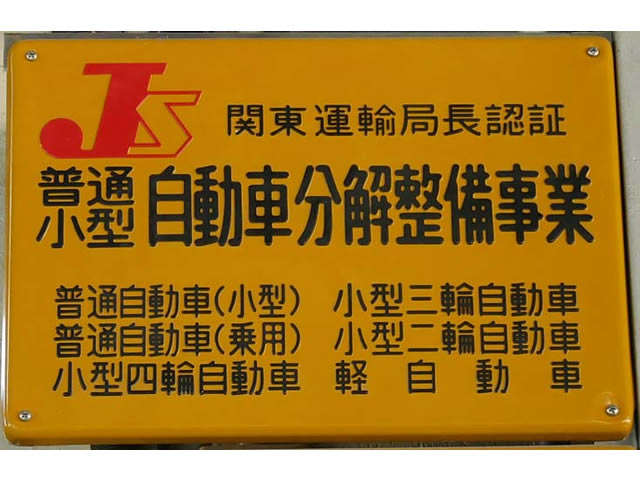 JS
関東運輸局長認証
普通
小型
自動車分解整備事業
普通自動車(小型) 小型三輪自動車
普通自動車(乗用) 小型二輪自動車
小型四輪自動車 軽自動車